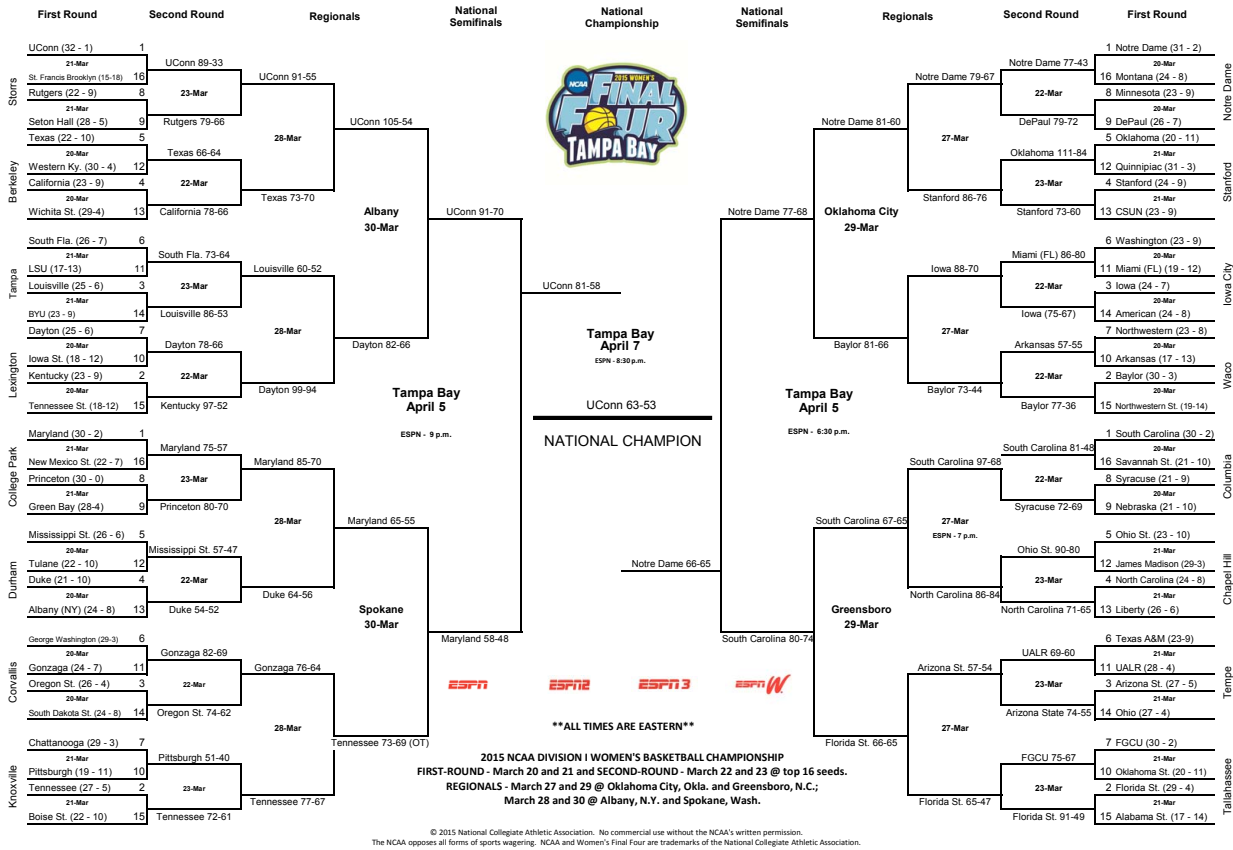 First Round
Second Round
Regionals
National
Semifinals
National
Championship
National
Semifinals
Regionals
Second Round
First Round
UConn (32 - 1) 1
21-Mar
St. Francis Brooklyn (15-18) 16
UConn 89-33
Rutgers (22 - 9) 8
21-Mar
Seton Hall (28 - 5) 9
Rutgers 79-66
23-Mar
UConn 91-55
Storrs
Texas (22 - 10) 5
20-Mar
Western Ky. (30 - 4) 12
Texas 66-64
California (23 - 9) 4
20-Mar
Wichita St. (29-4) 13
California 78-66
22-Mar
Texas 73-70
Berkeley
28-Mar
UConn 105-54
South Fla. (26 - 7) 6
21-Mar
LSU (17-13) 11
South Fla. 73-64
Louisville (25 - 6) 3
21-Mar
BYU (23 - 9) 14
Louisville 86-53
23-Mar
Louisville 60-52
Tampa
Dayton (25 - 6) 7
20-Mar
Iowa St. (18 - 12) 10
Dayton 78-66
Kentucky (23 - 9) 2
20-Mar
Tennessee St. (18-12) 15
Kentucky 97-52
22-Mar
Dayton 99-94
Lexington
28-Mar
Dayton 82-66
Albany
30-Mar
UConn 91-70
Maryland (30 - 2) 1
21-Mar
New Mexico St. (22 - 7) 16
Maryland 75-57
Princeton (30 - 0) 8
21-Mar
Green Bay (28-4) 9
Princeton 80-70
23-Mar
Maryland 85-70
College Park
Mississippi St. (26 - 6) 5
20-Mar
Tulane (22 - 10) 12
Mississippi St. 57-47
Duke (21 - 10) 4
20-Mar
Albany (NY) (24 - 8) 13
Duke 54-52
22-Mar
Duke 64-56
Durham
28-Mar
Maryland 65-55
George Washington (29-3) 6
20-Mar
Gonzaga (24 - 7) 11
Gonzaga 82-69
Oregon St. (26 - 4) 3
20-Mar
South Dakota St. (24 - 8) 14
Oregon St. 74-62
22-Mar
Gonzaga 76-64
Corvallis
Chattanooga (29 - 3) 7
21-Mar
Pittsburgh (19 - 11) 10
Pittsburgh 51-40
Tennessee (27 - 5) 2
21-Mar
Boise St. (22 - 10) 15
Tennessee 72-61
23-Mar
Tennessee 77-67
Knoxville
28-Mar
Tennessee 73-69 (OT)
Spokane
30-Mar
Maryland 58-48
Tampa Bay
April 5
ESPN - 9 p.m.
UConn 81-58
NCAA
2015 WOMEN'S
FINAL
FOUR
TAMPA BAY
Tampa Bay
April 7
ESPN - 8:30 p.m.
UConn 63-53
NATIONAL CHAMPION
Notre Dame 66-65
1 Notre Dame (31 - 2)
20-Mar
16 Montana (24 - 8)
Notre Dame 77-43
8 Minnesota (23 - 9)
20-Mar
9 DePaul (26 - 7)
DePaul 79-72
22-Mar
Notre Dame 79-67
Notre Dame
5 Oklahoma (20 - 11)
21-Mar
12 Quinnipiac (31 - 3)
Oklahoma 111-84
4 Stanford (24 - 9)
21-Mar
13 CSUN (23 - 9)
Stanford 73-60
23-Mar
Stanford 86-76
Stanford
27-Mar
Notre Dame 81-60
6 Washington (23 - 9)
20-Mar
11 Miami (FL) (19 - 12)
Miami (FL) 86-80
3 Iowa (24 - 7)
20-Mar
14 American (24 - 8)
Iowa (75-67)
22-Mar
Iowa 88-70
Iowa City
7 Northwestern (23 - 8)
20-Mar
10 Arkansas (17 - 13)
Arkansas 57-55
2 Baylor (30 - 3)
20-Mar
15 Northwestern St. (19-14)
Baylor 77-36
22-Mar
Baylor 73-44
Waco
27-Mar
Baylor 81-66
Oklahoma City
29-Mar
Notre Dame 77-68
1 South Carolina (30 - 2)
20-Mar
16 Savannah St. (21 - 10)
South Carolina 81-48
8 Syracuse (21 - 9)
20-Mar
9 Nebraska (21 - 10)
Syracuse 72-69
22-Mar
South Carolina 97-68
Columbia
5 Ohio St. (23 - 10)
21-Mar
12 James Madison (29-3)
Ohio St. 90-80
4 North Carolina (24 - 8)
21-Mar
13 Liberty (26 - 6)
North Carolina 71-65
23-Mar
North Carolina 86-84
Chapel Hill
27-Mar
ESPN - 7 p.m.
South Carolina 67-65
6 Texas A&M (23-9)
21-Mar
11 UALR (28 - 4)
UALR 69-60
3 Arizona St. (27 - 5)
21-Mar
14 Ohio (27 - 4)
Arizona State 74-55
23-Mar
Arizona St. 57-54
Tempe
7 FGCU (30 - 2)
21-Mar
10 Oklahoma St. (20 - 11)
FGCU 75-67
2 Florida St. (29 - 4)
21-Mar
15 Alabama St. (17 - 14)
Florida St. 91-49
23-Mar
Florida St. 65-47
Tallahassee
27-Mar
Florida St. 66-65
Greensboro
29-Mar
South Carolina 80-74
Tampa Bay
April 5
ESPN - 6:30 p.m.
ESPN
ESPN2
ESPN3
ESPNW
**ALL TIMES ARE EASTERN**
2015 NCAA DIVISION I WOMEN'S BASKETBALL CHAMPIONSHIP
FIRST-ROUND - March 20 and 21 and SECOND-ROUND - March 22 and 23 @ top 16 seeds.
REGIONALS - March 27 and 29 @ Oklahoma City, Okla. and Greensboro, N.C.;
March 28 and 30 @ Albany, N.Y. and Spokane, Wash.
© 2015 National Collegiate Athletic Association. No commercial use without the NCAA's written permission.
The NCAA opposes all forms of sports wagering. NCAA and Women's Final Four are trademarks of the National Collegiate Athletic Association.